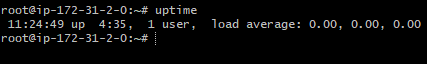 root@ip-172-31-2-0:~# uptime
 11:24:49 up  4:35,  1 user,  load average: 0.00, 0.00, 0.00
root@ip-172-31-2-0:~#